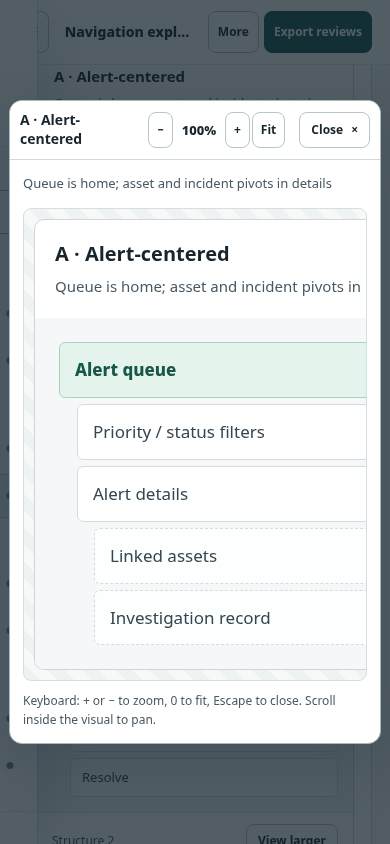 Navigation expl...
More
Export reviews
A · Alert-centered
A · Alert-
centered
−
100%
+
Fit
Close ×
Queue is home; asset and incident pivots in details
A · Alert-centered
Queue is home; asset and incident pivots in
Alert queue
Priority / status filters
Alert details
Linked assets
Investigation record
Keyboard: + or − to zoom, 0 to fit, Escape to close. Scroll
inside the visual to pan.
Resolve
Structure 2
View larger